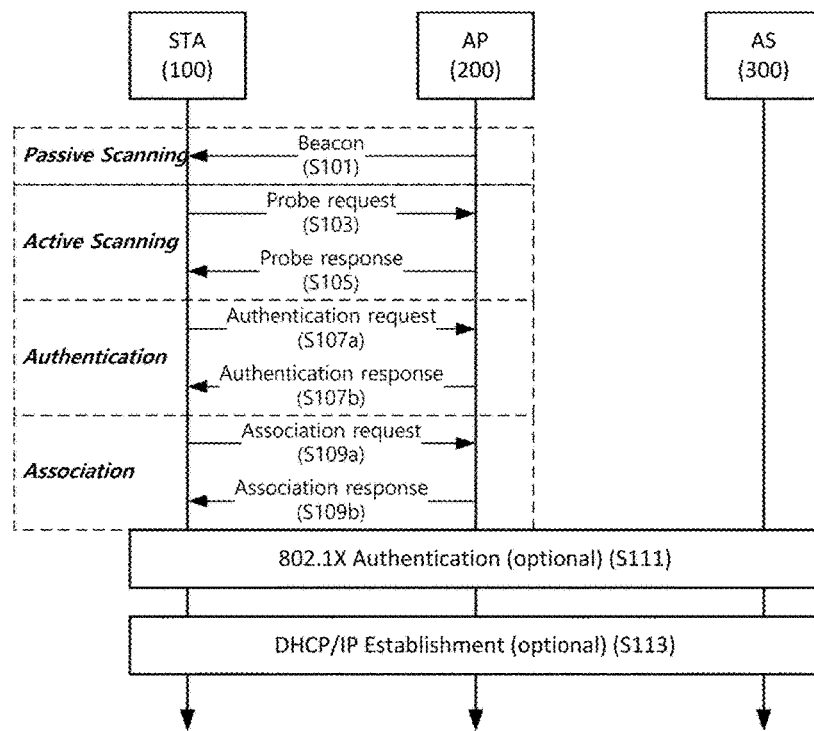 STA
(100)
AP
(200)
AS
(300)
Passive Scanning
Beacon
(S101)
Active Scanning
Probe request
(S103)
Probe response
(S105)
Authentication
Authentication request
(S107a)
Authentication response
(S107b)
Association
Association request
(S109a)
Association response
(S109b)
802.1X Authentication (optional) (S111)
DHCP/IP Establishment (optional) (S113)